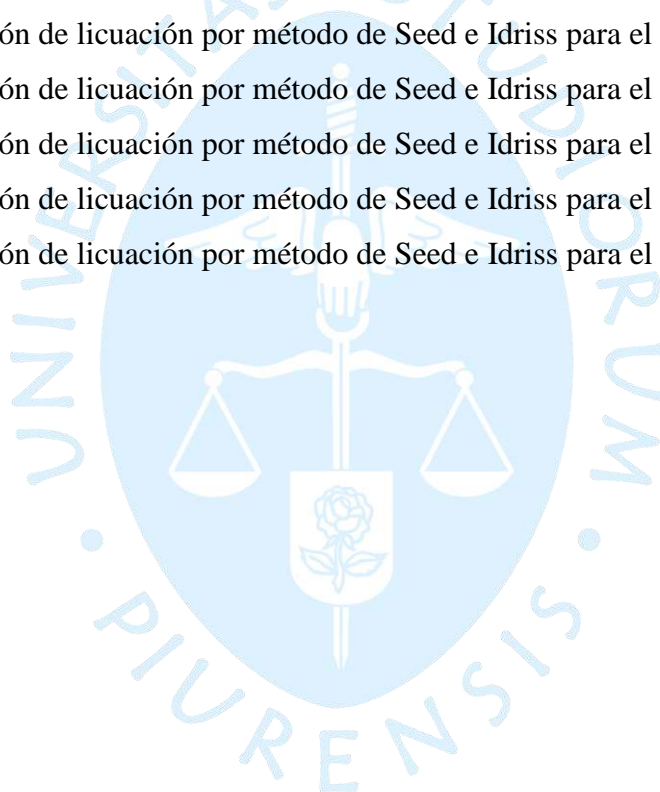 ón de licuación por método de Seed e Idriss para el
ón de licuación por método de Seed e Idriss para el
ón de licuación por método de Seed e Idriss para el
ón de licuación por método de Seed e Idriss para el
ón de licuación por método de Seed e Idriss para el
UNIVERSITAS STUDIORUM
• PIURENSIS •